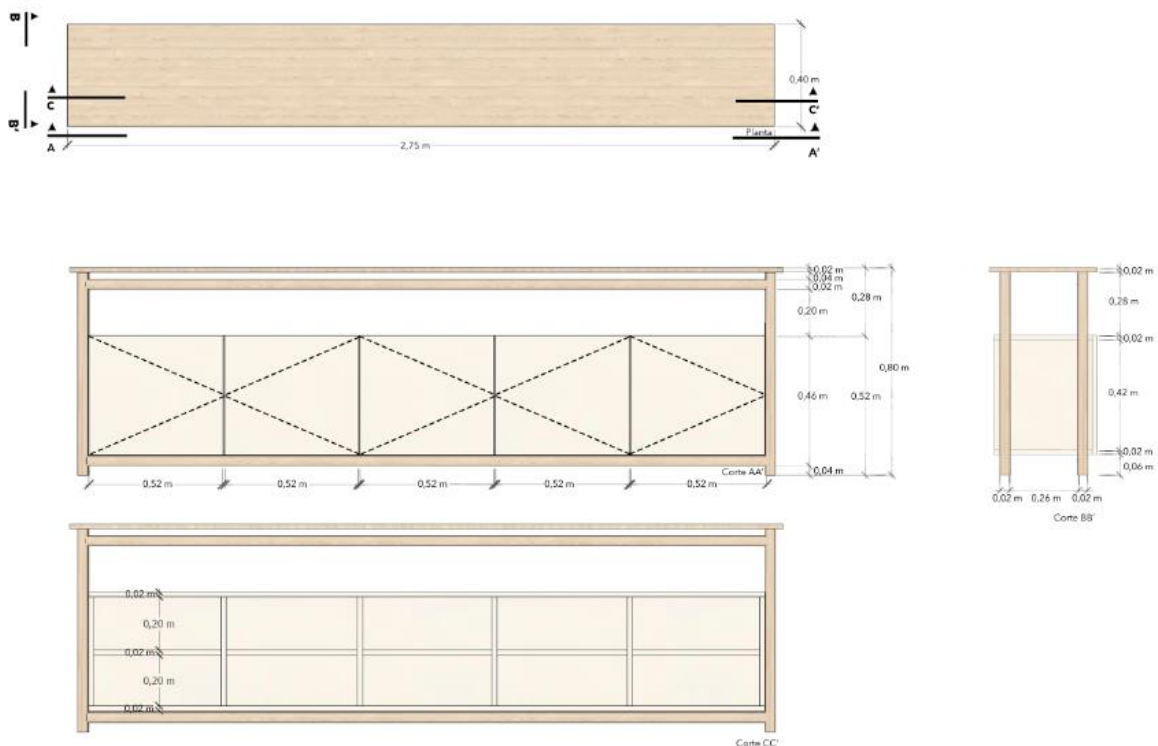 B
0,40 m
C
C'
B'
Planta
A
A'
2,75 m
0,02 m
0,04 m
0,02 m
0,28 m
0,20 m
0,80 m
0,46 m
0,52 m
0,04 m
Corte AA'
0,52 m
0,52 m
0,52 m
0,52 m
0,52 m
0,02 m
0,28 m
0,02 m
0,42 m
0,02 m
0,06 m
0,02 m
0,26 m
0,02 m
Corte BB'
0,02 m
0,20 m
0,02 m
0,20 m
0,02 m
Corte CC'